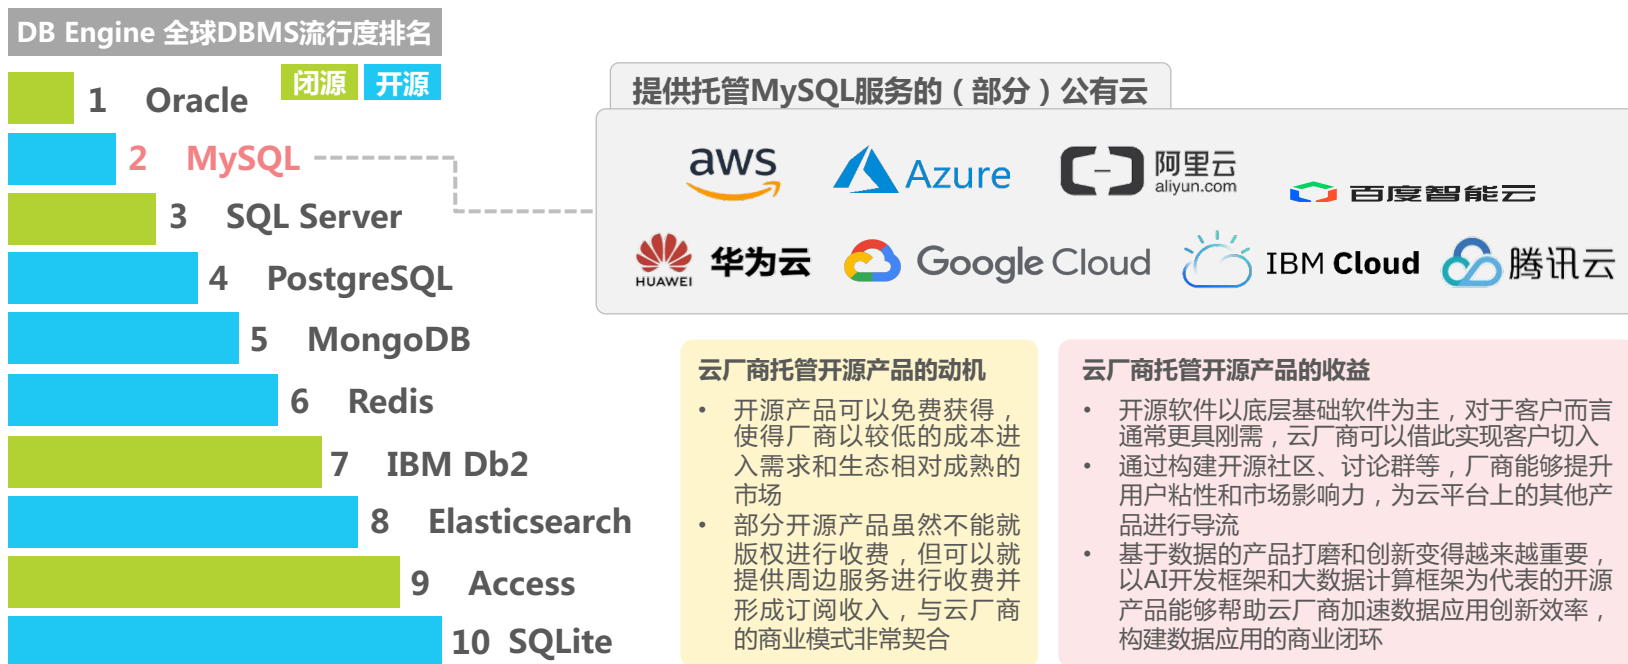 DB Engine 全球DBMS流行度排名
闭源 开源
1 Oracle
2 MySQL
3 SQL Server
4 PostgreSQL
5 MongoDB
6 Redis
7 IBM Db2
8 Elasticsearch
9 Access
10 SQLite
提供托管MySQL服务的（部分）公有云
aws
Azure
阿里云
aliyun.com
百度智能云
HUAWEI
华为云
Google Cloud
IBM Cloud
腾讯云
云厂商托管开源产品的动机
• 开源产品可以免费获得，
使得厂商以较低的成本进
入需求和生态相对成熟的
市场
• 部分开源产品虽然不能就
版权进行收费，但可以就
提供周边服务进行收费并
形成订阅收入，与云厂商
的商业模式非常契合
云厂商托管开源产品的收益
• 开源软件以底层基础软件为主，对于客户而言
通常更具刚需，云厂商可以借此实现客户切入
• 通过构建开源社区、讨论群等，厂商能够提升
用户粘性和市场影响力，为云平台上的其他产
品进行导流
• 基于数据的产品打磨和创新变得越来越重要，
以AI开发框架和大数据计算框架为代表的开源
产品能够帮助云厂商加速数据应用创新效率，
构建数据应用的商业闭环